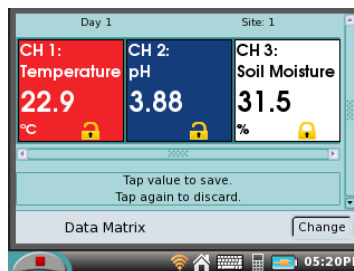 Day 1 Site: 1
CH 1: CH 2: CH 3:
Temperature pH Soil Moisture
22.9 3.88 31.5
°C %
Tap value to save.
Tap again to discard.
Data Matrix Change
05:20P